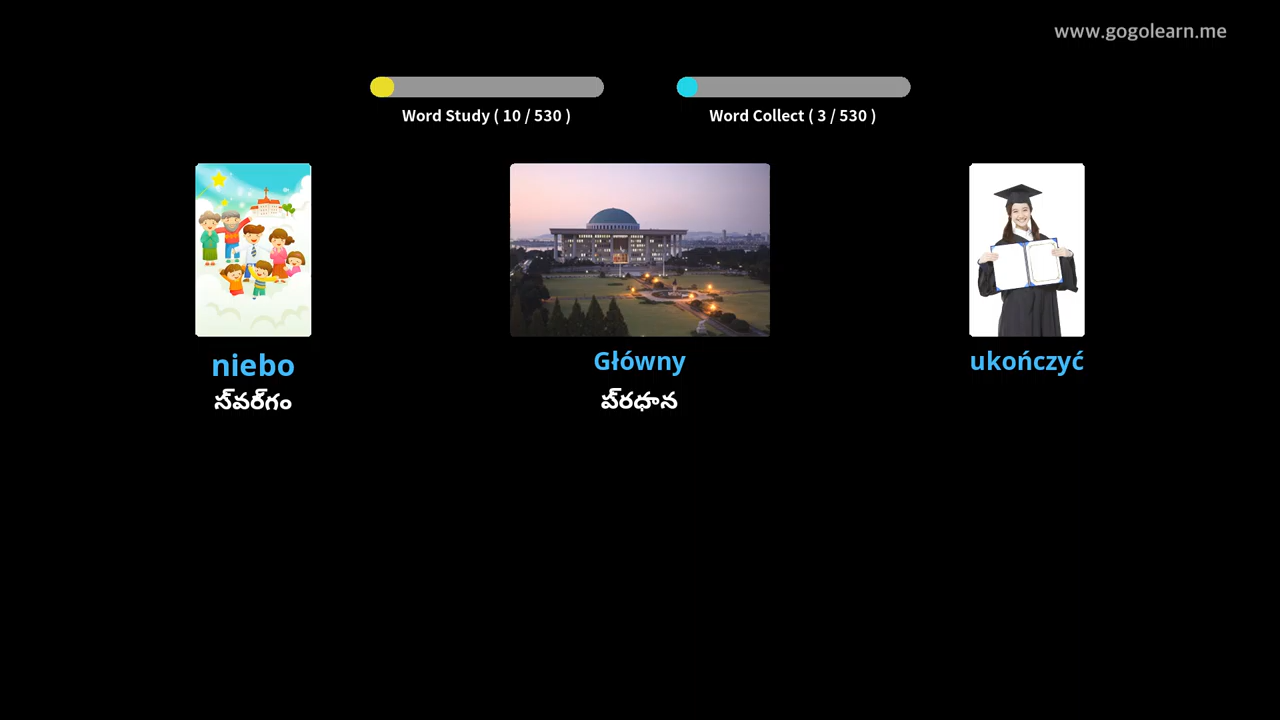 www.gogolearn.me
Word Study ( 10 / 530 )
Word Collect ( 3 / 530 )
niebo
Główny
ukończyć
స్‌వర్‌గం
ప్‌రధాన